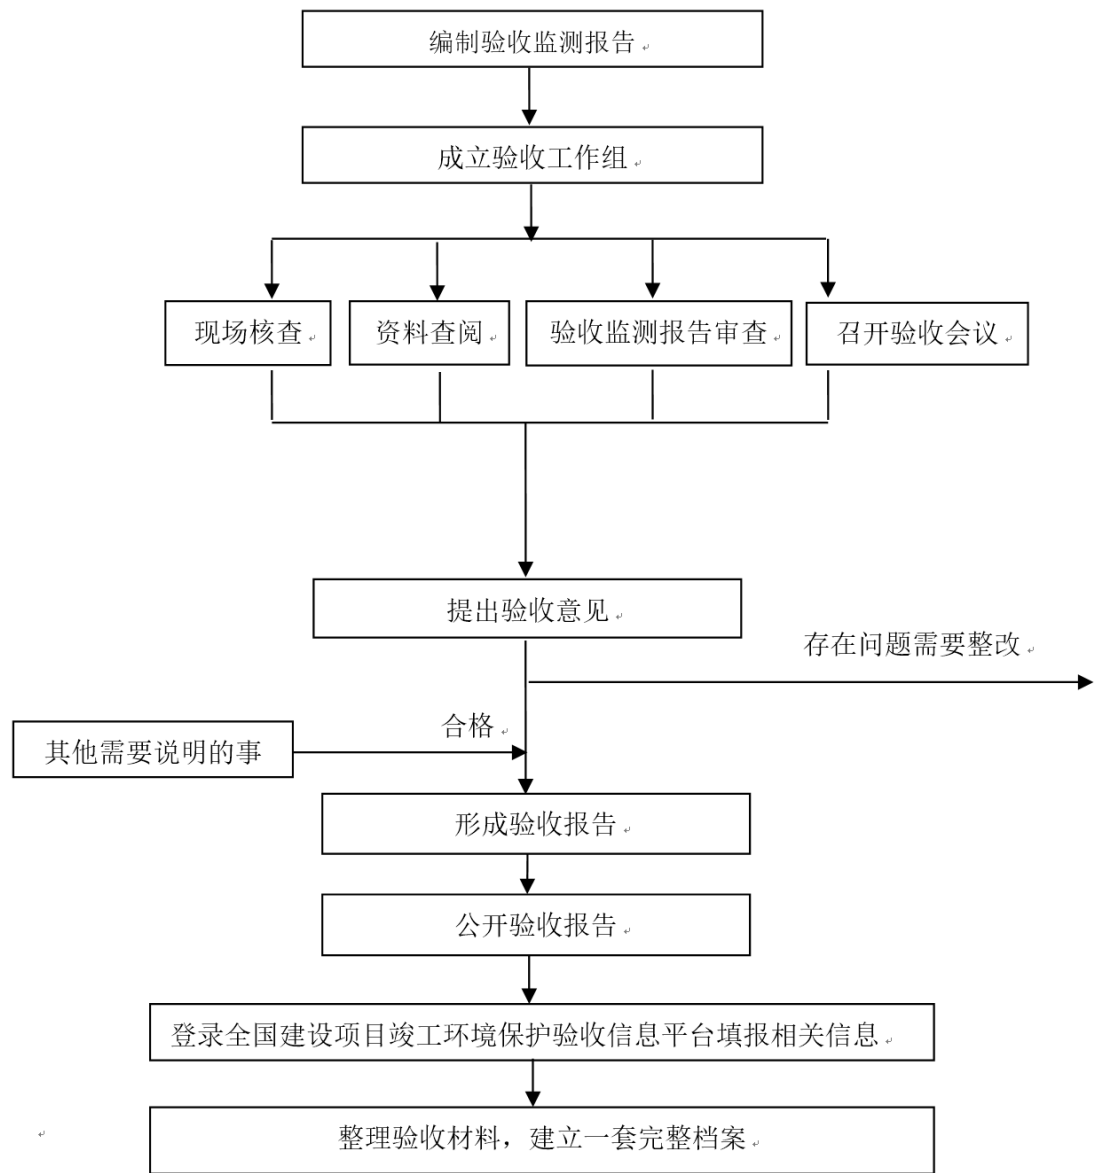 编制验收监测报告
成立验收工作组
现场核查
资料查阅
验收监测报告审查
召开验收会议
提出验收意见
存在问题需要整改
合格
其他需要说明的事
形成验收报告
公开验收报告
登录全国建设项目竣工环境保护验收信息平台填报相关信息
整理验收材料，建立一套完整档案